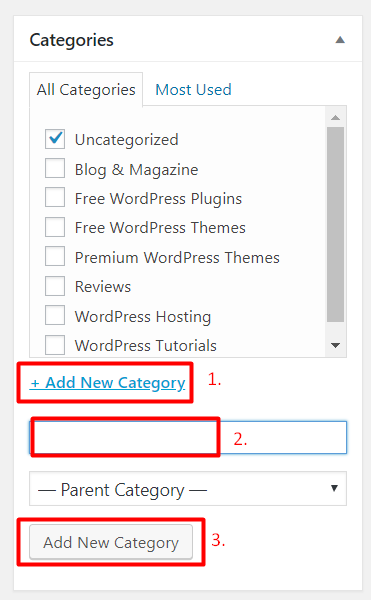 Categories
All Categories Most Used
Uncategorized
Blog & Magazine
Free WordPress Plugins
Free WordPress Themes
Premium WordPress Themes
Reviews
WordPress Hosting
WordPress Tutorials
+ Add New Category 1.
2.
— Parent Category —
Add New Category 3.